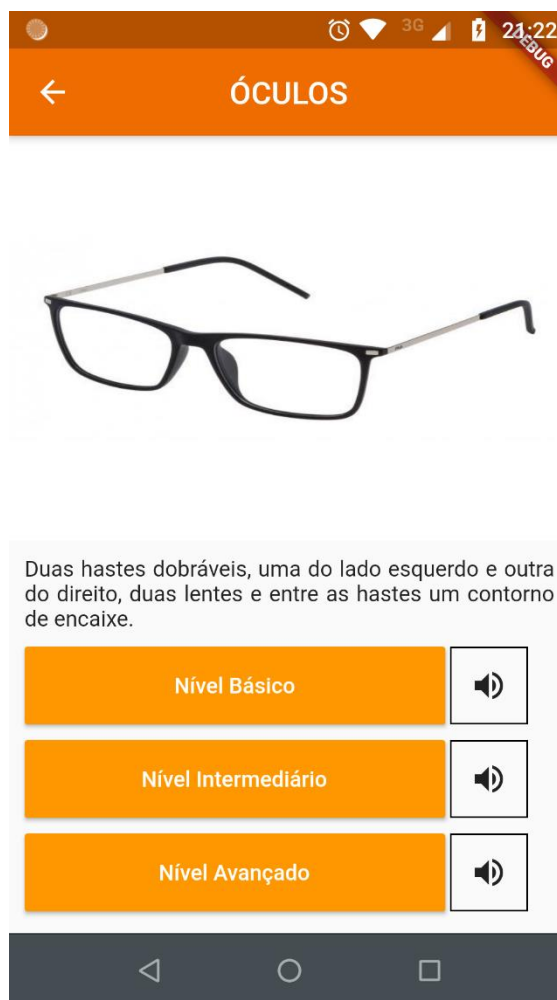 3G 21:22
DEBUG
ÓCULOS
Duas hastes dobráveis, uma do lado esquerdo e outra
do direito, duas lentes e entre as hastes um contorno
de encaixe.
Nível Básico
Nível Intermediário
Nível Avançado